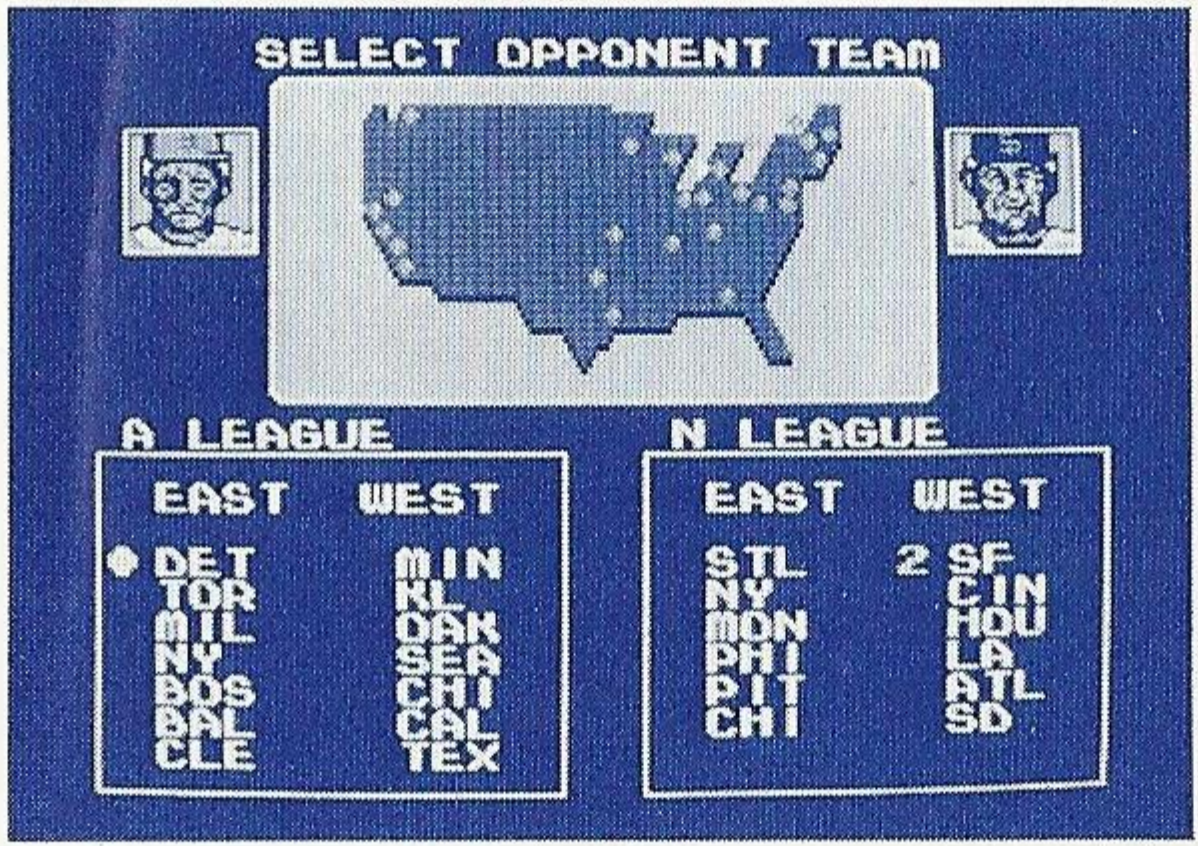 SELECT OPPONENT TEAM
A LEAGUE
EAST WEST
DET MIN
TOR KL
MIL OAK
NY SEA
BOS CHI
BAL CAL
CLE TEX
N LEAGUE
EAST WEST
STL 2 SF
NY CIN
MON HOU
PHI LA
PIT ATL
CHI SD